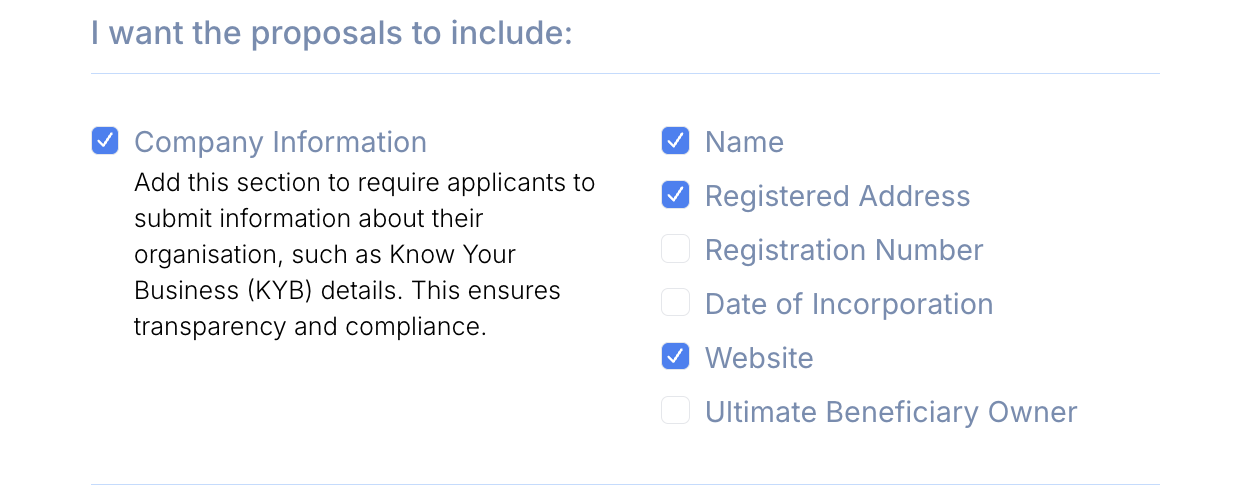 I want the proposals to include:
Company Information
Add this section to require applicants to
submit information about their
organisation, such as Know Your
Business (KYB) details. This ensures
transparency and compliance.
Name
Registered Address
Registration Number
Date of Incorporation
Website
Ultimate Beneficiary Owner